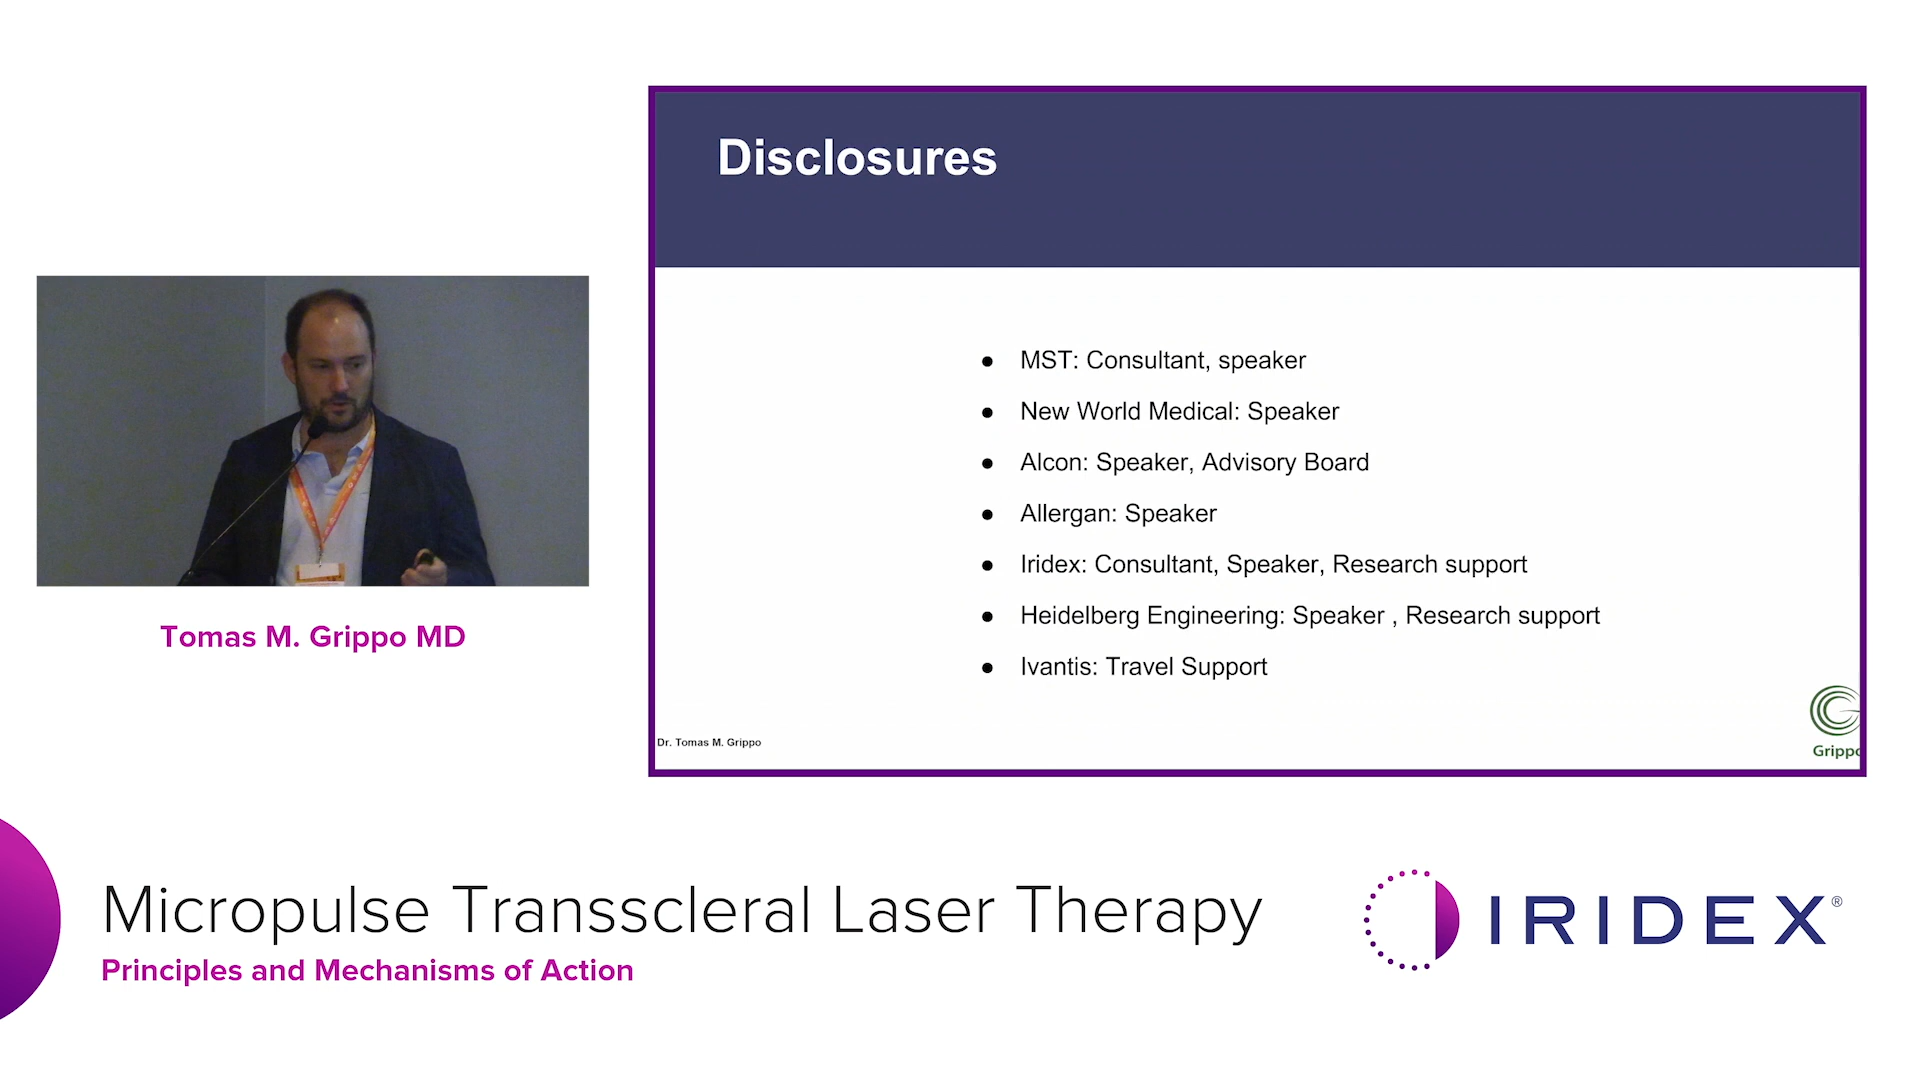 Disclosures
● MST: Consultant, speaker
● New World Medical: Speaker
● Alcon: Speaker, Advisory Board
● Allergan: Speaker
● Iridex: Consultant, Speaker, Research support
● Heidelberg Engineering: Speaker , Research support
● Ivantis: Travel Support
Dr. Tomas M. Grippo
Grippo
Tomas M. Grippo MD
Micropulse Transscleral Laser Therapy
Principles and Mechanisms of Action
IRIDEX®